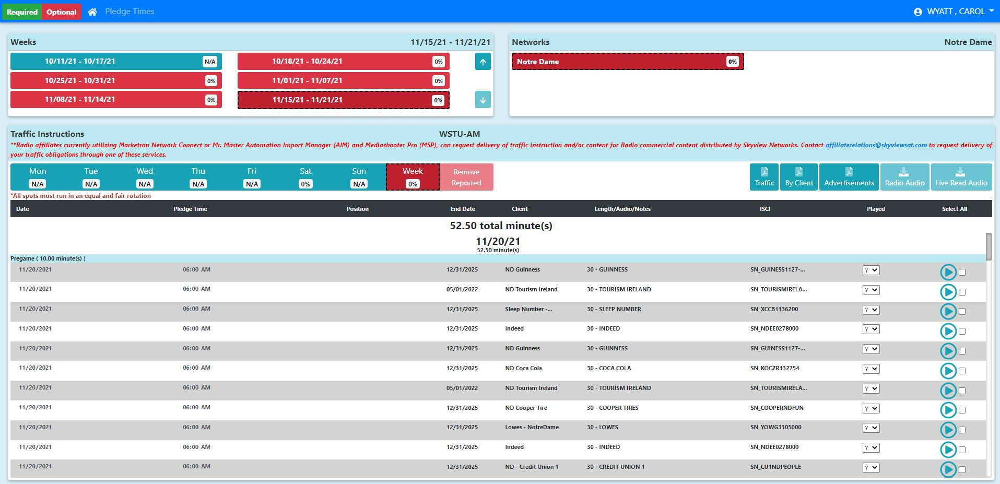 Required Optional Pledge Times WYATT , CAROL
Weeks 11/15/21 - 11/21/21
10/11/21 - 10/17/21 N/A 10/18/21 - 10/24/21 0%
10/25/21 - 10/31/21 0% 11/01/21 - 11/07/21 0%
11/08/21 - 11/14/21 0% 11/15/21 - 11/21/21 0%
Networks Notre Dame
Notre Dame 0%
Traffic Instructions WSTU-AM
**Radio affiliates currently utilizing Marketron Network Connect or Mr. Master Automation Import Manager (AIM) and Mediashooter Pro (MSP), can request delivery of traffic instruction and/or content for Radio commercial content distributed by Skyview Networks. Contact affiliaterelations@skyviewsat.com to request delivery of
your traffic obligations through one of these services.
Mon Tue Wed Thu Fri Sat Sun Week Remove
N/A N/A N/A N/A N/A 0% N/A 0% Reported
Traffic By Client Advertisements Radio Audio Live Read Audio
*All spots must run in an equal and fair rotation
Date Pledge Time Position End Date Client Length/Audio/Notes ISCI Played Select All
52.50 total minute(s)
11/20/21
52.50 minute(s)
Pregame ( 10.00 minute(s) )
11/20/2021 06:00 AM 12/31/2025 ND Guinness 30 - GUINNESS SN_GUINESS1127-... Y
11/20/2021 06:00 AM 05/01/2022 ND Tourism Ireland 30 - TOURISM IRELAND SN_TOURISMIRELA... Y
11/20/2021 06:00 AM 12/31/2025 Sleep Number -... 30 - SLEEP NUMBER SN_XCCB1136200 Y
11/20/2021 06:00 AM 12/31/2025 Indeed 30 - INDEED SN_NDEE0278000 Y
11/20/2021 06:00 AM 12/31/2025 ND Guinness 30 - GUINNESS SN_GUINESS1127-... Y
11/20/2021 06:00 AM 12/31/2025 ND Coca Cola 30 - COCA COLA SN_KOCZR132754 Y
11/20/2021 06:00 AM 05/01/2022 ND Tourism Ireland 30 - TOURISM IRELAND SN_TOURISMIRELA... Y
11/20/2021 06:00 AM 12/31/2025 ND Cooper Tire 30 - COOPER TIRES SN_COOPERNDFUN Y
11/20/2021 06:00 AM 12/31/2025 Lowes - NotreDame 30 - LOWES SN_YOWG3305000 Y
11/20/2021 06:00 AM 12/31/2025 Indeed 30 - INDEED SN_NDEE0278000 Y
11/20/2021 06:00 AM 12/31/2025 ND - Credit Union 1 30 - CREDIT UNION 1 SN_CU1NDPEOPLE Y